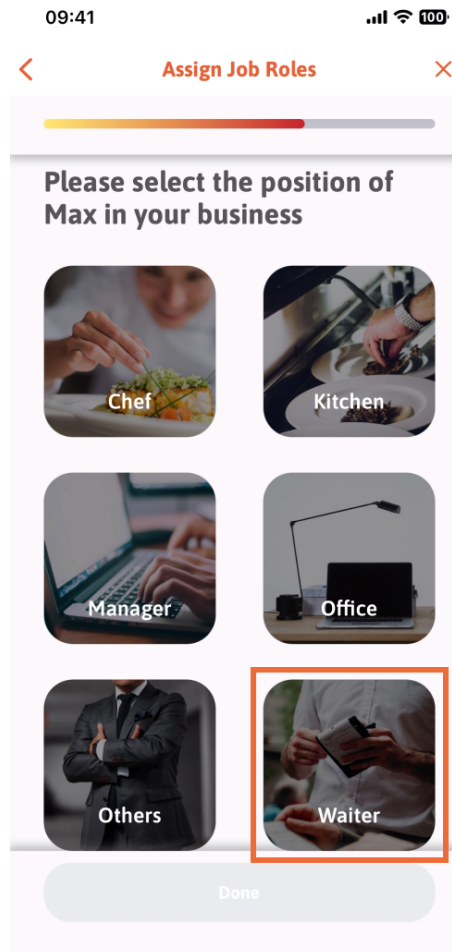 09:41
100
Assign Job Roles
Please select the position of
Max in your business
Chef
Kitchen
Manager
Office
Others
Waiter
Done